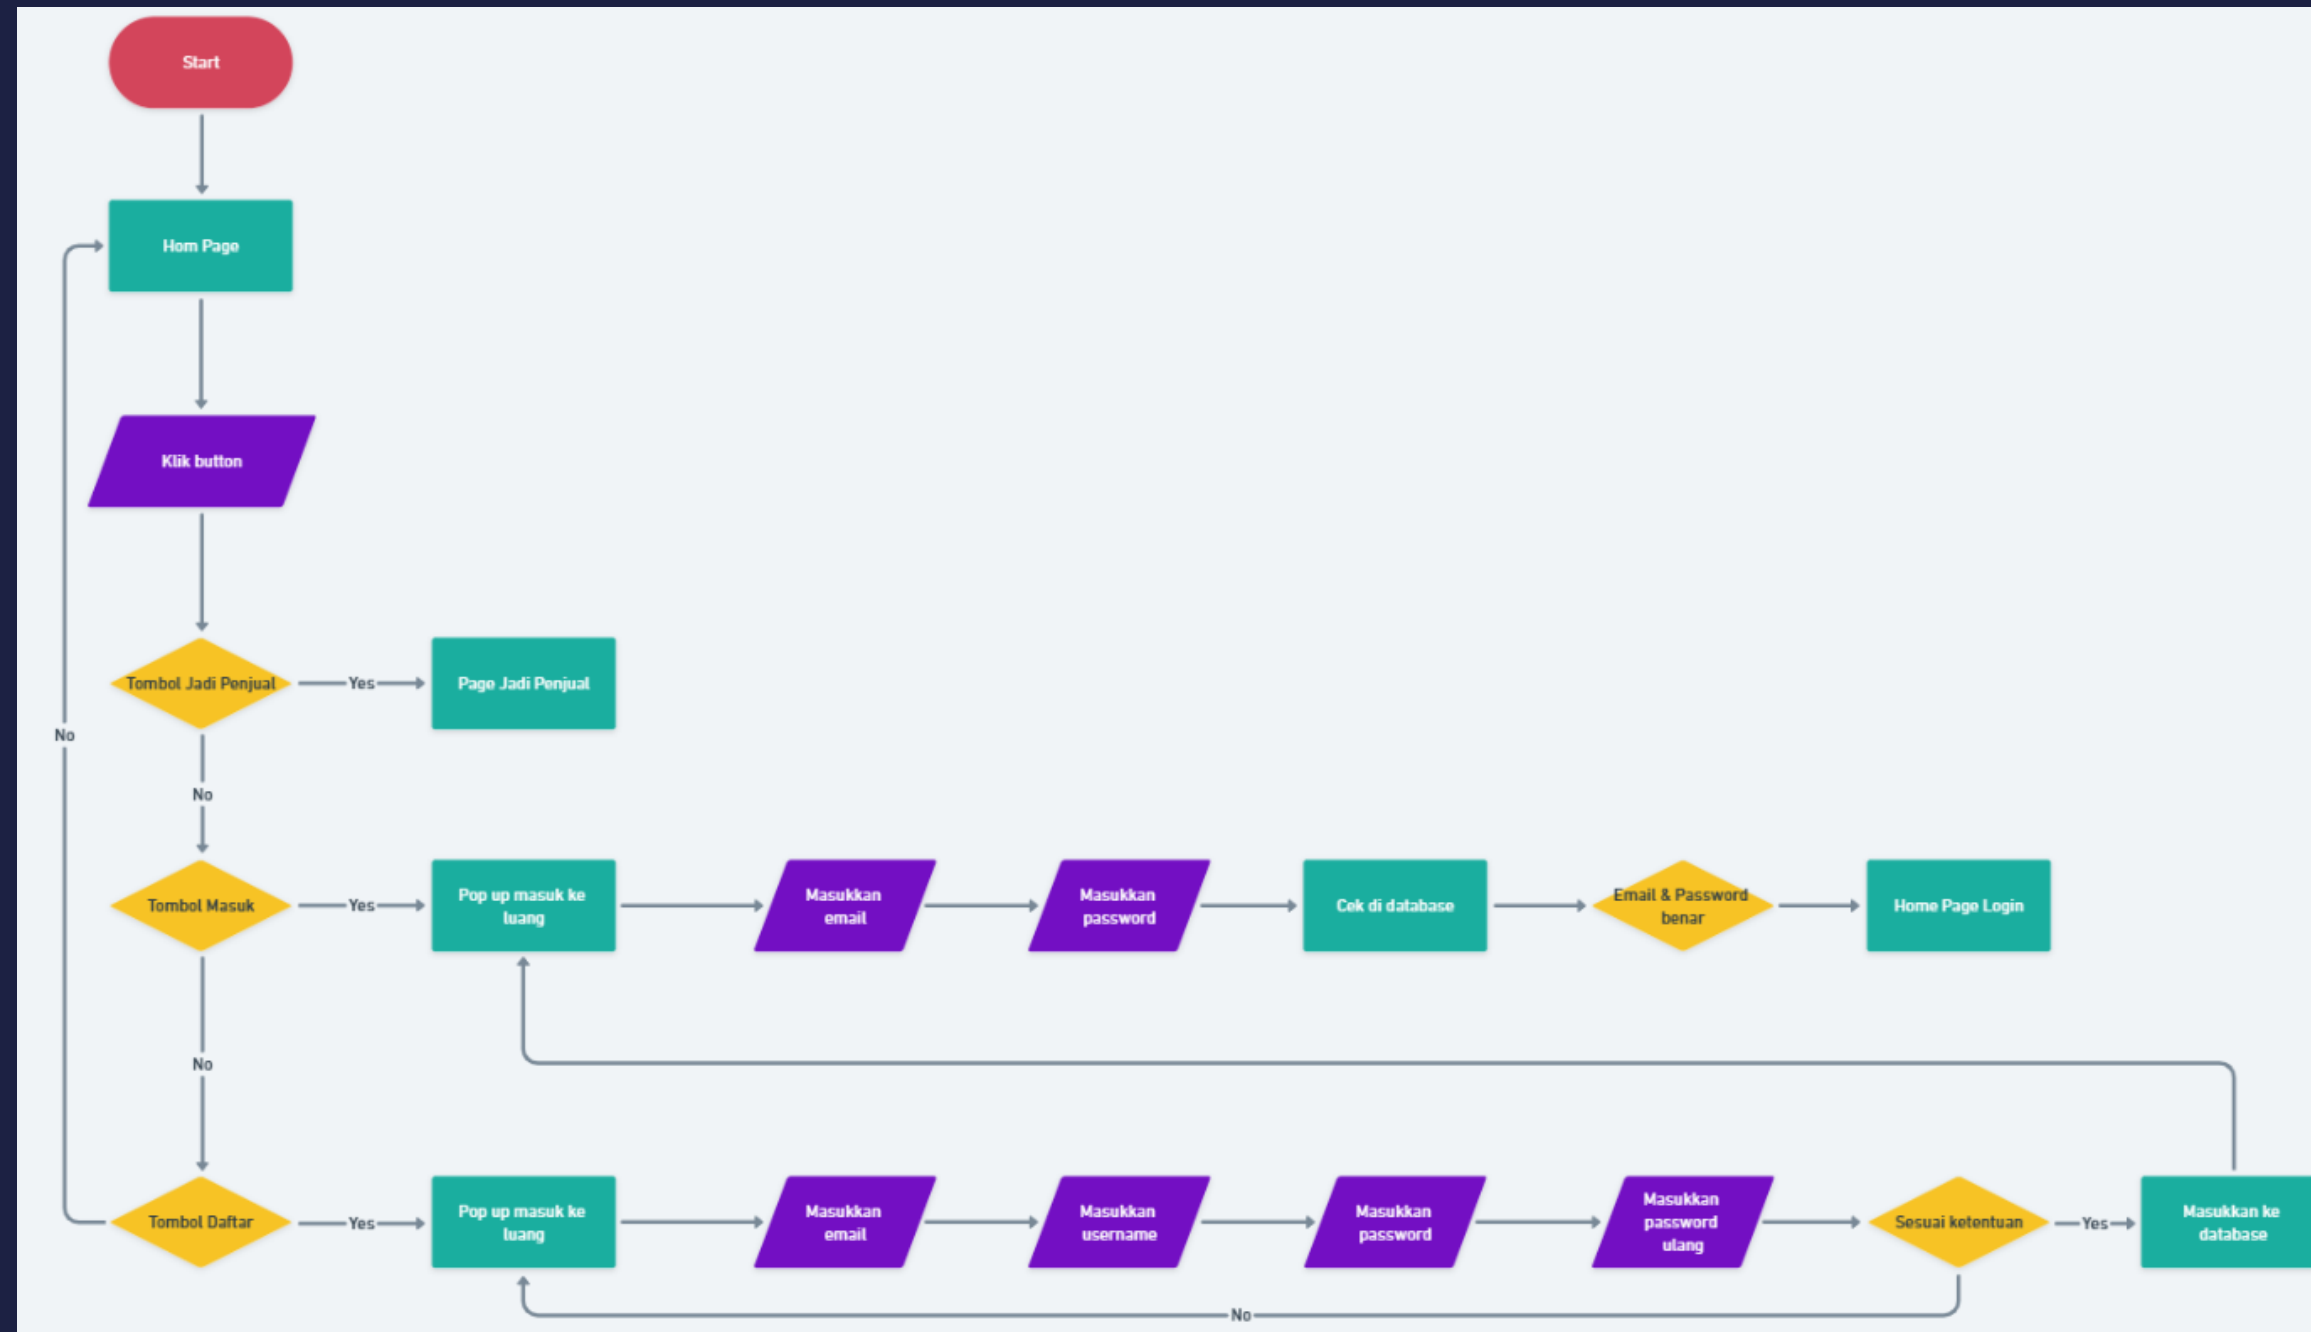 Start
Hom Page
Klik button
Tombol Jadi Penjual
Yes
Page Jadi Penjual
No
No
Tombol Masuk
Yes
Pop up masuk ke
luang
Masukkan
email
Masukkan
password
Cek di database
Email & Password
benar
Home Page Login
No
Tombol Daftar
Yes
Pop up masuk ke
luang
Masukkan
email
Masukkan
username
Masukkan
password
Masukkan
password
ulang
Sesuai ketentuan
Yes
Masukkan ke
database
No